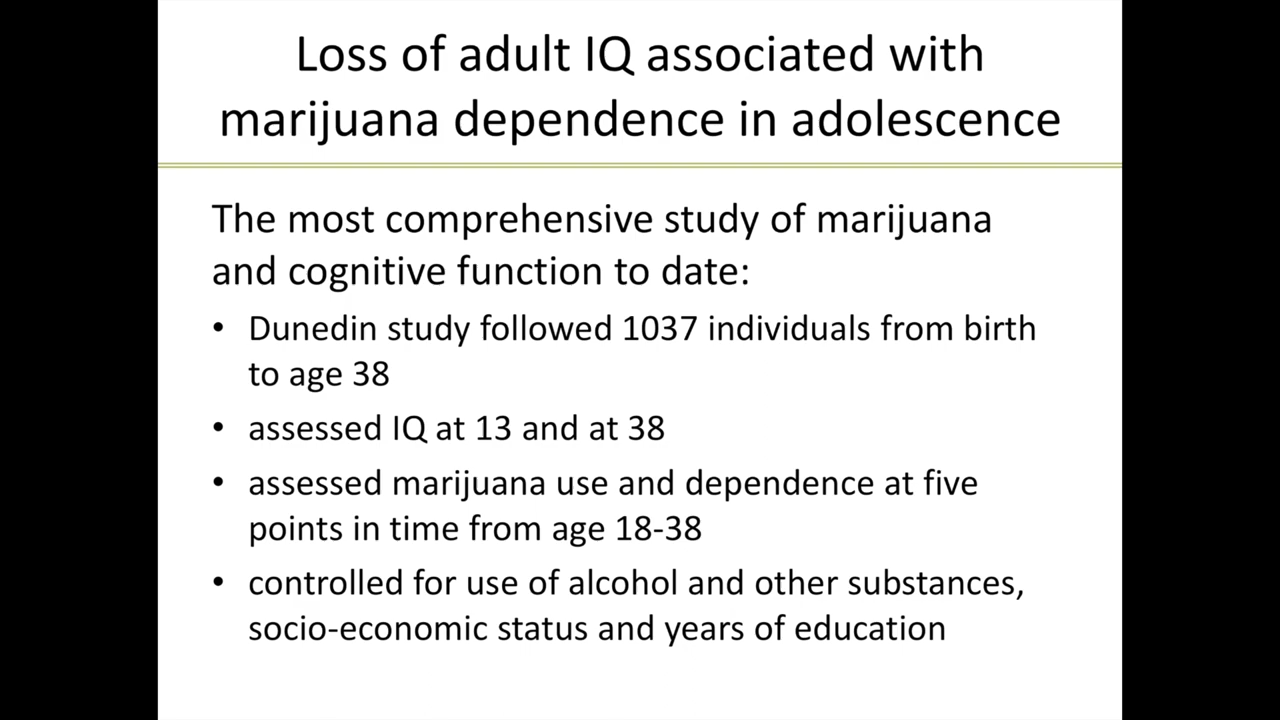 Loss of adult IQ associated with
marijuana dependence in adolescence
The most comprehensive study of marijuana
and cognitive function to date:
• Dunedin study followed 1037 individuals from birth
to age 38
• assessed IQ at 13 and at 38
• assessed marijuana use and dependence at five
points in time from age 18-38
• controlled for use of alcohol and other substances,
socio-economic status and years of education